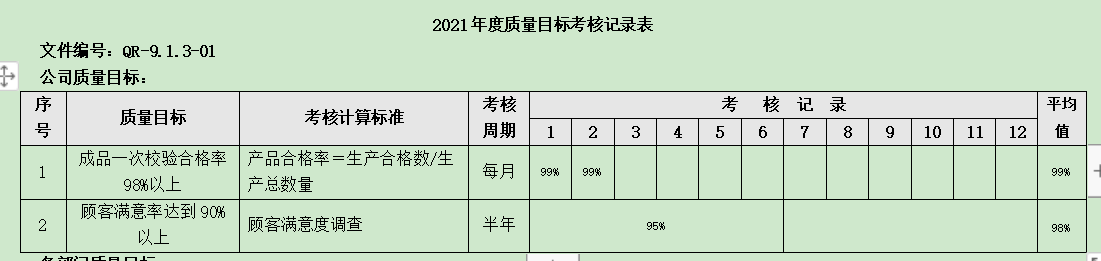 2021年度质量目标考核记录表
文件编号：QR-9.1.3-01
公司质量目标：
序号 质量目标 考核计算标准 考核周期 考 核 记 录 平均值
1 2 3 4 5 6 7 8 9 10 11 12
1 成品一次校验合格率98%以上 产品合格率＝生产合格数/生产总数量 每月 99% 99% 99%
2 顾客满意率达到90%以上 顾客满意度调查 半年 95% 98%